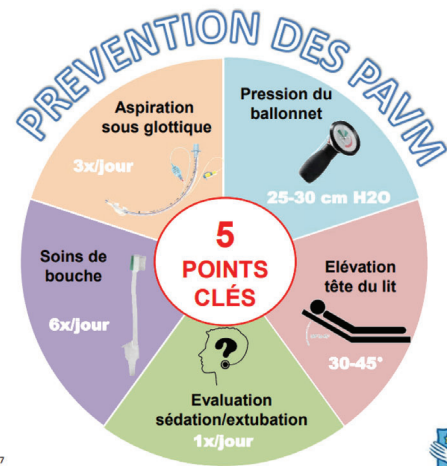 PREVENTION DES PAVM
Aspiration
sous glottique
3x/jour
Pression du
ballonnet
25-30 cm H2O
Soins de
bouche
6x/jour
5
POINTS
CLÉS
Elévation
tête du lit
30-45°
Evaluation
sédation/extubation
1x/jour
7